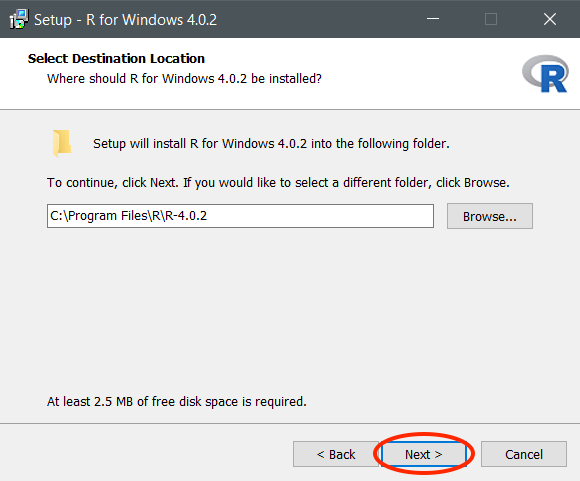 Setup - R for Windows 4.0.2
Select Destination Location
Where should R for Windows 4.0.2 be installed?
R
Setup will install R for Windows 4.0.2 into the following folder.
To continue, click Next. If you would like to select a different folder, click Browse.
C:\Program Files\R\R-4.0.2
Browse...
At least 2.5 MB of free disk space is required.
< Back
Next >
Cancel